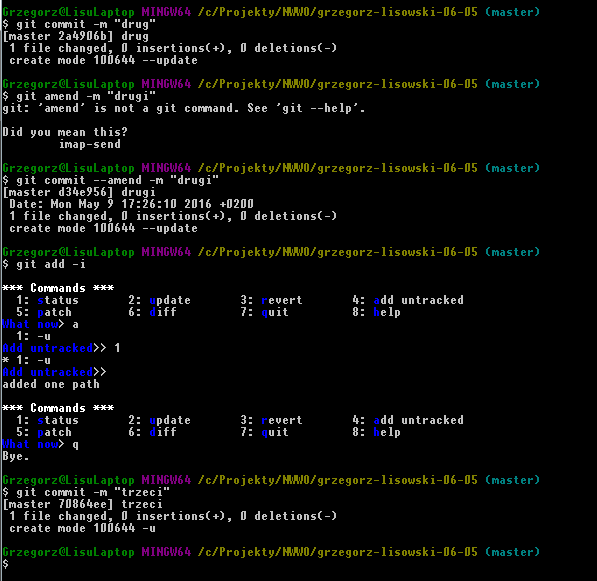 Grzegorz@LisuLaptop MINGW64 /c/Projekty/NWWO/grzegorz-lisowski-06-05 (master)
$ git commit -m "drug"
[master 2a4906b] drug
 1 file changed, 0 insertions(+), 0 deletions(-)
 create mode 100644 --update

Grzegorz@LisuLaptop MINGW64 /c/Projekty/NWWO/grzegorz-lisowski-06-05 (master)
$ git amend -m "drugi"
git: 'amend' is not a git command. See 'git --help'.

Did you mean this?
        imap-send

Grzegorz@LisuLaptop MINGW64 /c/Projekty/NWWO/grzegorz-lisowski-06-05 (master)
$ git commit --amend -m "drugi"
[master d34e956] drugi
 Date: Mon May 9 17:26:10 2016 +0200
 1 file changed, 0 insertions(+), 0 deletions(-)
 create mode 100644 --update

Grzegorz@LisuLaptop MINGW64 /c/Projekty/NWWO/grzegorz-lisowski-06-05 (master)
$ git add -i

*** Commands ***
  1: status       2: update       3: revert       4: add untracked
  5: patch        6: diff         7: quit         8: help
What now> a
  1: -u
Add untracked>> 1
* 1: -u
Add untracked>>
added one path

*** Commands ***
  1: status       2: update       3: revert       4: add untracked
  5: patch        6: diff         7: quit         8: help
What now> q
Bye.

Grzegorz@LisuLaptop MINGW64 /c/Projekty/NWWO/grzegorz-lisowski-06-05 (master)
$ git commit -m "trzeci"
[master 70864ee] trzeci
 1 file changed, 0 insertions(+), 0 deletions(-)
 create mode 100644 -u

Grzegorz@LisuLaptop MINGW64 /c/Projekty/NWWO/grzegorz-lisowski-06-05 (master)
$